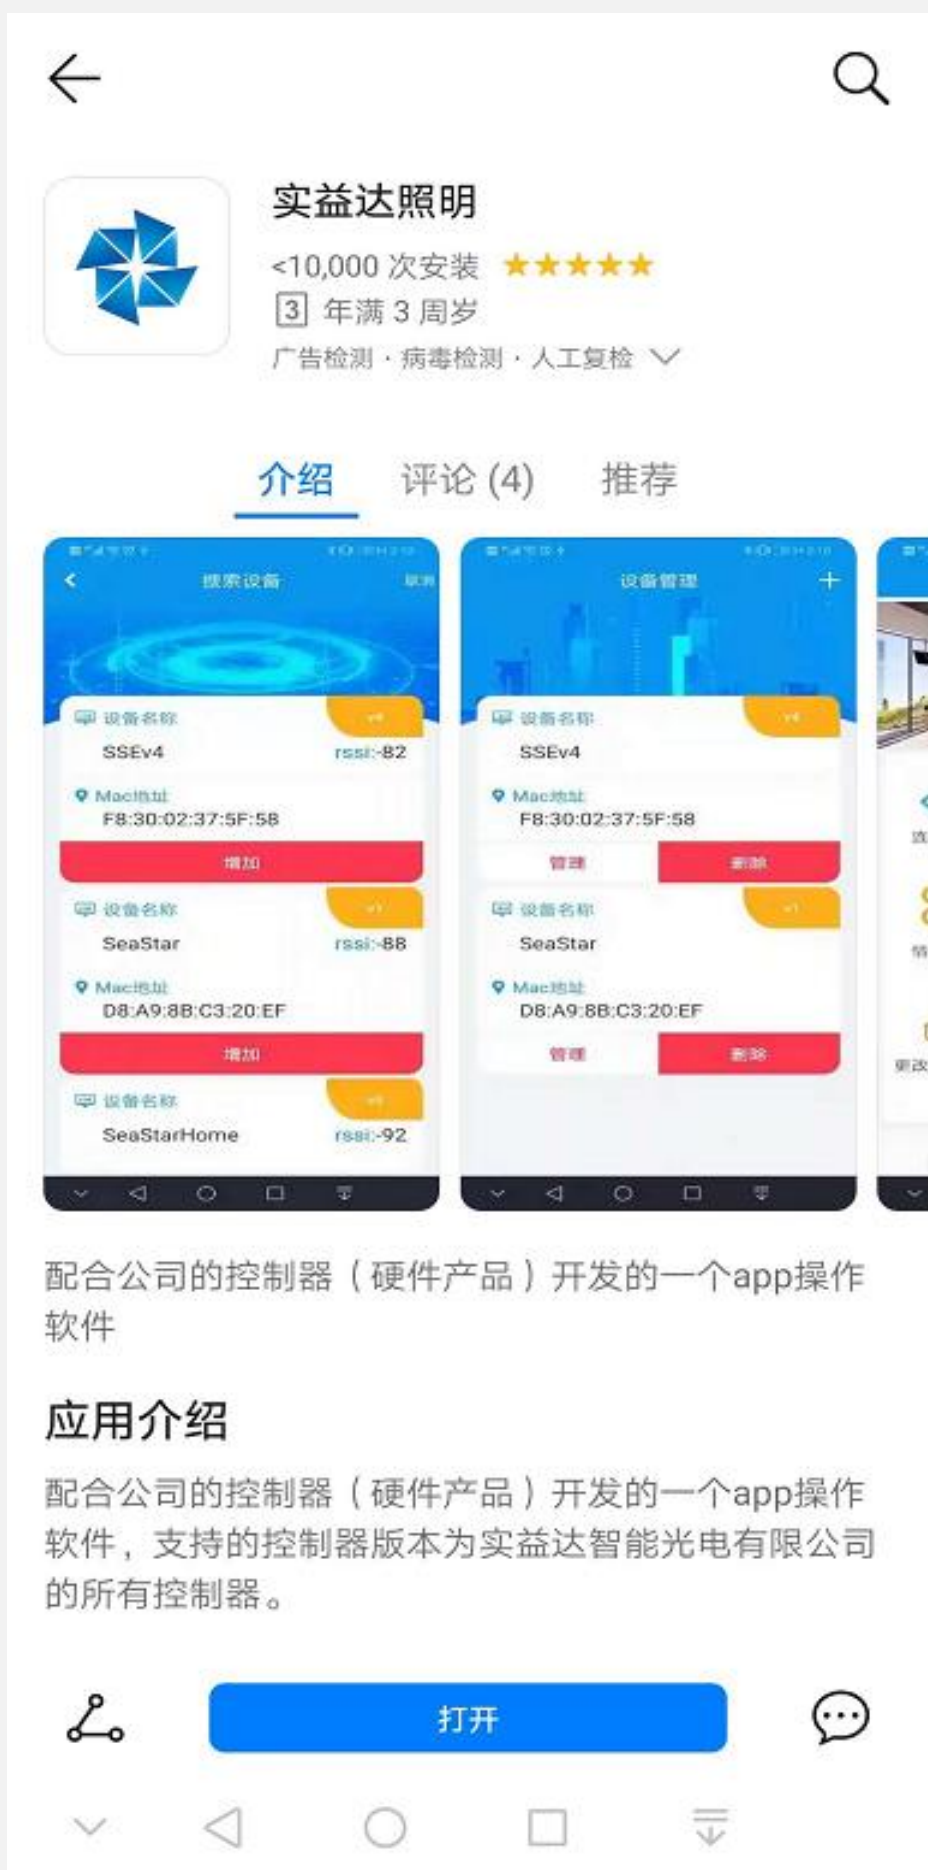 实益达照明
<10,000 次安装
3 年满 3 周岁
广告检测 · 病毒检测 · 人工复检
介绍 评论 (4) 推荐
搜索设备
设备名称
SSEv4 rssi:-82
Mac地址
F8:30:02:37:5F:58
增加
设备名称
SeaStar rssi:-88
Mac地址
D8:A9:8B:C3:20:EF
增加
设备名称
SeaStarHome rssi:-92
设备管理
设备名称
SSEv4
Mac地址
F8:30:02:37:5F:58
管理 删除
设备名称
SeaStar
Mac地址
D8:A9:8B:C3:20:EF
管理 删除
更改
配合公司的控制器（硬件产品）开发的一个app操作
软件
应用介绍
配合公司的控制器（硬件产品）开发的一个app操作
软件，支持的控制器版本为实益达智能光电有限公司
的所有控制器。
打开